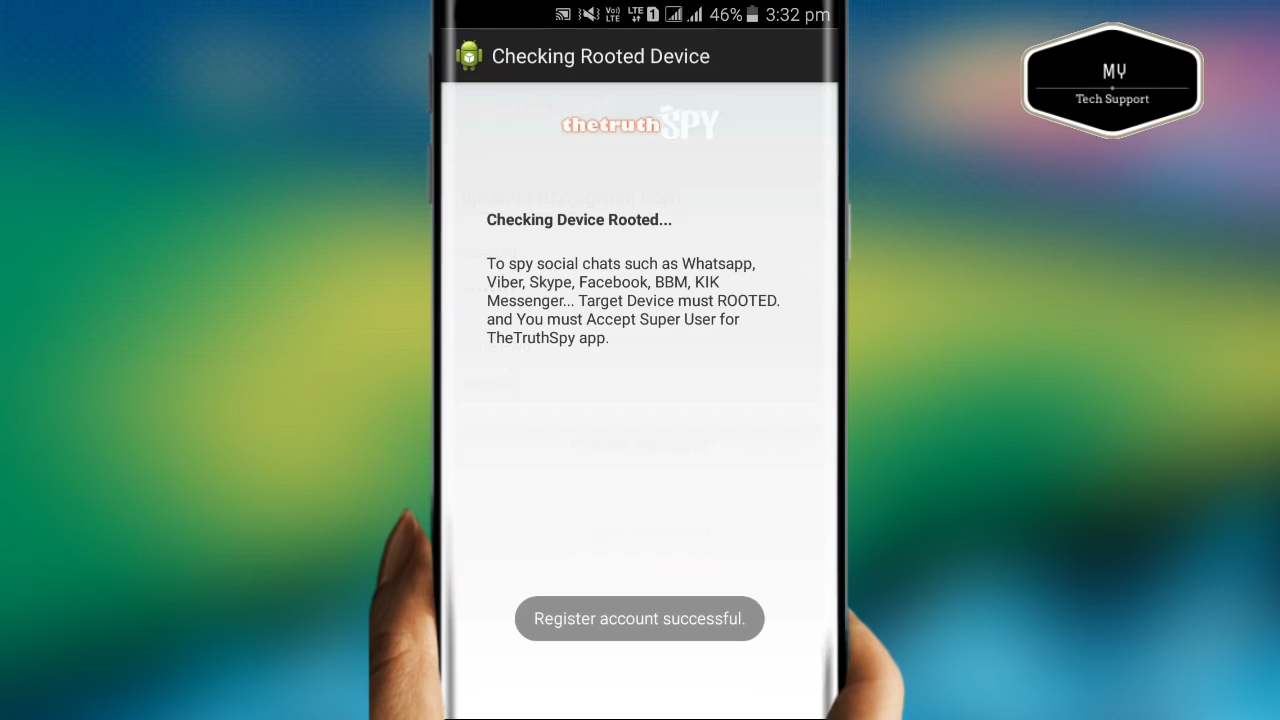 Vo) LTE LTE 1 46% 3:32 pm
Checking Rooted Device
MY
Tech Support
thetruthSPY
Checking Device Rooted...
To spy social chats such as Whatsapp,
Viber, Skype, Facebook, BBM, KIK
Messenger... Target Device must ROOTED.
and You must Accept Super User for
TheTruthSpy app.
Register account successful.